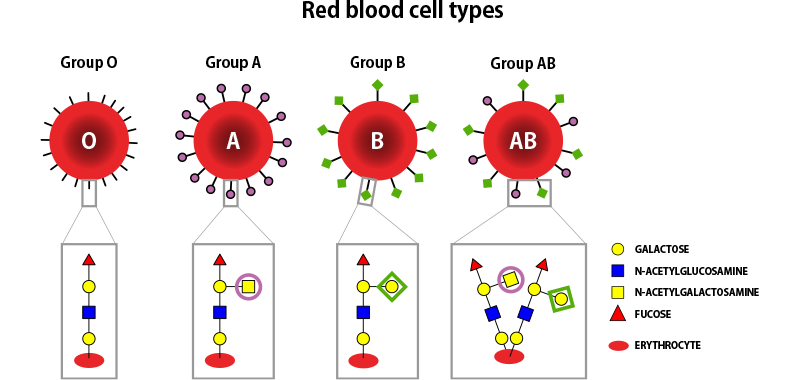 Red blood cell types
Group O
Group A
Group B
Group AB
O
A
B
AB
GALACTOSE
N-ACETYLGLUCOSAMINE
N-ACETYLGALACTOSAMINE
FUCOSE
ERYTHROCYTE